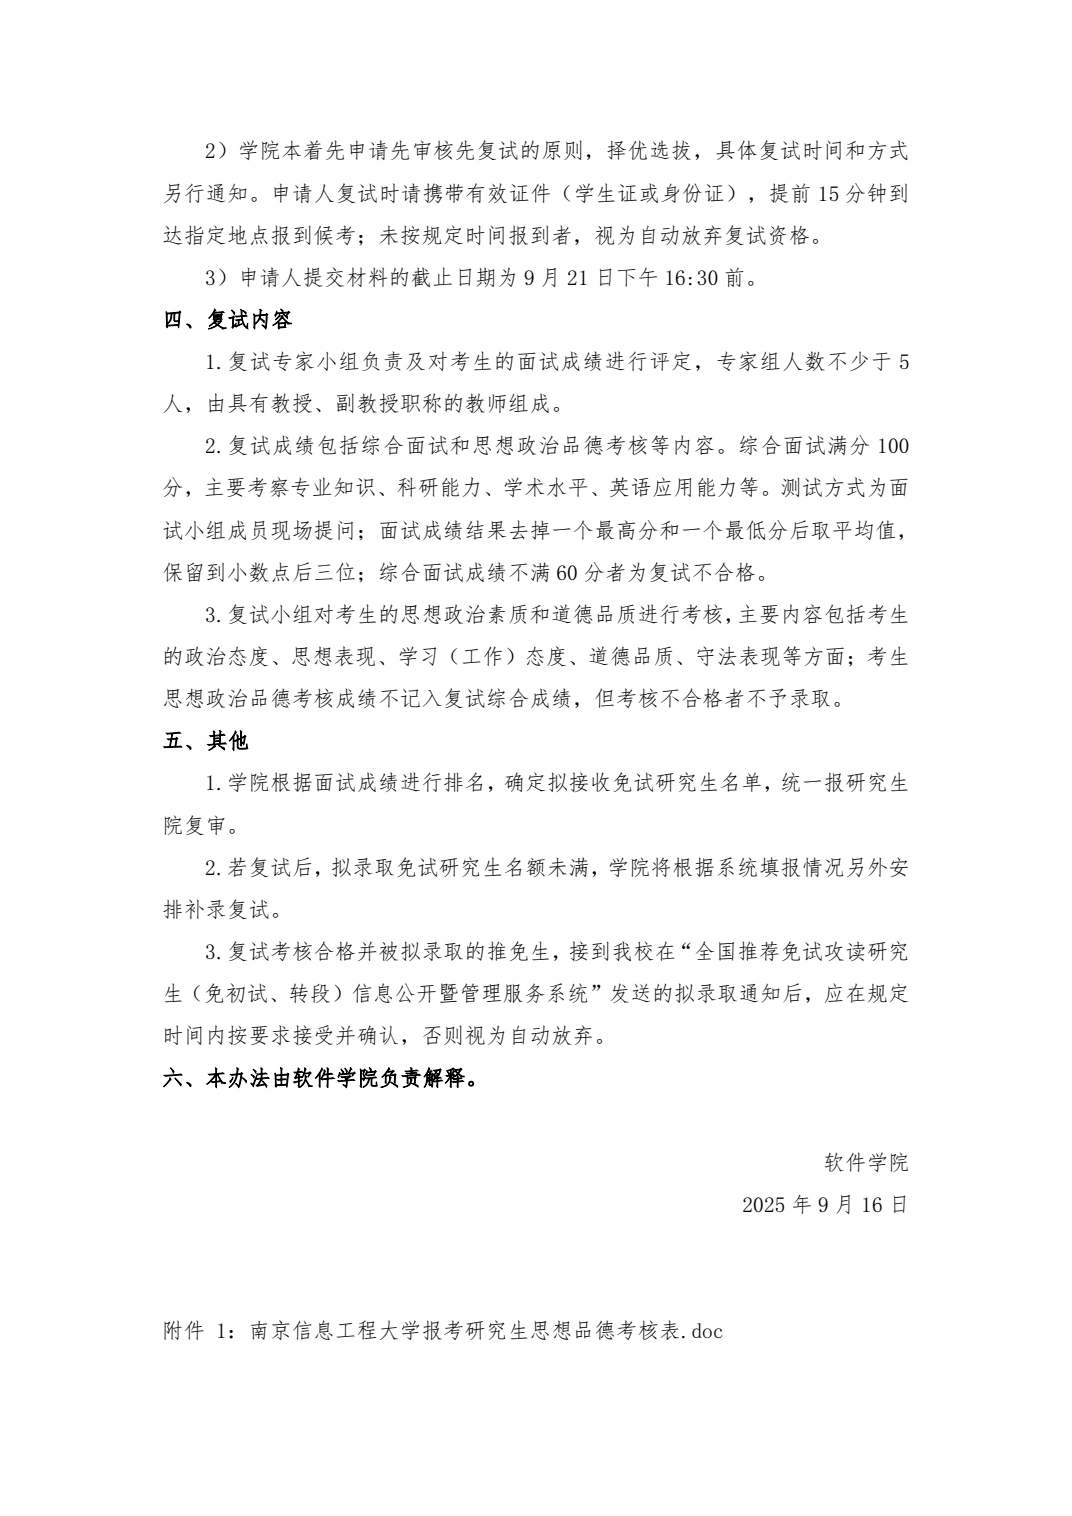 2）学院本着先申请先审核先复试的原则，择优选拔，具体复试时间和方式
另行通知。申请人复试时请携带有效证件（学生证或身份证），提前 15 分钟到
达指定地点报到候考；未按规定时间报到者，视为自动放弃复试资格。
3）申请人提交材料的截止日期为 9 月 21 日下午 16:30 前。
四、复试内容
1.复试专家小组负责及对考生的面试成绩进行评定，专家组人数不少于 5
人，由具有教授、副教授职称的教师组成。
2.复试成绩包括综合面试和思想政治品德考核等内容。综合面试满分 100
分，主要考察专业知识、科研能力、学术水平、英语应用能力等。测试方式为面
试小组成员现场提问；面试成绩结果去掉一个最高分和一个最低分后取平均值，
保留到小数点后三位；综合面试成绩不满 60 分者为复试不合格。
3.复试小组对考生的思想政治素质和道德品质进行考核，主要内容包括考生
的政治态度、思想表现、学习（工作）态度、道德品质、守法表现等方面；考生
思想政治品德考核成绩不记入复试综合成绩，但考核不合格者不予录取。
五、其他
1.学院根据面试成绩进行排名，确定拟接收免试研究生名单，统一报研究生
院复审。
2.若复试后，拟录取免试研究生名额未满，学院将根据系统填报情况另外安
排补录复试。
3.复试考核合格并被拟录取的推免生，接到我校在“全国推荐免试攻读研究
生（免初试、转段）信息公开暨管理服务系统”发送的拟录取通知后，应在规定
时间内按要求接受并确认，否则视为自动放弃。
六、本办法由软件学院负责解释。
软件学院
2025 年 9 月 16 日
附件 1：南京信息工程大学报考研究生思想品德考核表.doc